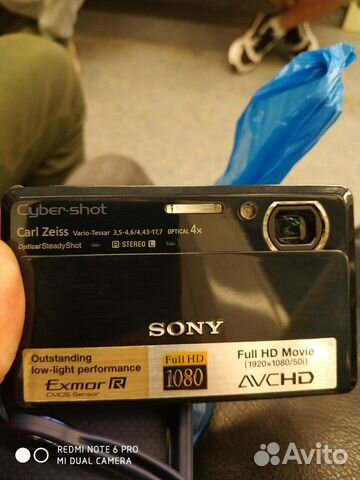 Cyber-shot
Carl Zeiss Vario-Tessar 3,5-4,6/4,43-17,7 OPTICAL 4x
Optical SteadyShot R STEREO L
SONY
Outstanding
low-light performance
Exmor R
CMOS Sensor
Full HD
1080
Full HD Movie
(1920x1080/50i)
AVCHD
REDMI NOTE 6 PRO
MI DUAL CAMERA
Avito